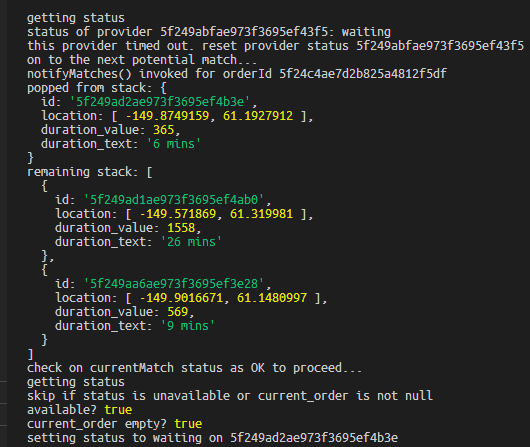 getting status
status of provider 5f249abfae973f3695ef43f5: waiting
this provider timed out. reset provider status 5f249abfae973f3695ef43f5
on to the next potential match...
notifyMatches() invoked for orderId 5f24c4ae7d2b825a4812f5df
popped from stack: {
  id: '5f249ad2ae973f3695ef4b3e',
  location: [ -149.8749159, 61.1927912 ],
  duration_value: 365,
  duration_text: '6 mins'
}
remaining stack: [
  {
    id: '5f249ad1ae973f3695ef4ab0',
    location: [ -149.571869, 61.319981 ],
    duration_value: 1558,
    duration_text: '26 mins'
  },
  {
    id: '5f249aa6ae973f3695ef3e28',
    location: [ -149.9016671, 61.1480997 ],
    duration_value: 569,
    duration_text: '9 mins'
  }
]
check on currentMatch status as OK to proceed...
getting status
skip if status is unavailable or current_order is not null
available? true
current_order empty? true
setting status to waiting on 5f249ad2ae973f3695ef4b3e